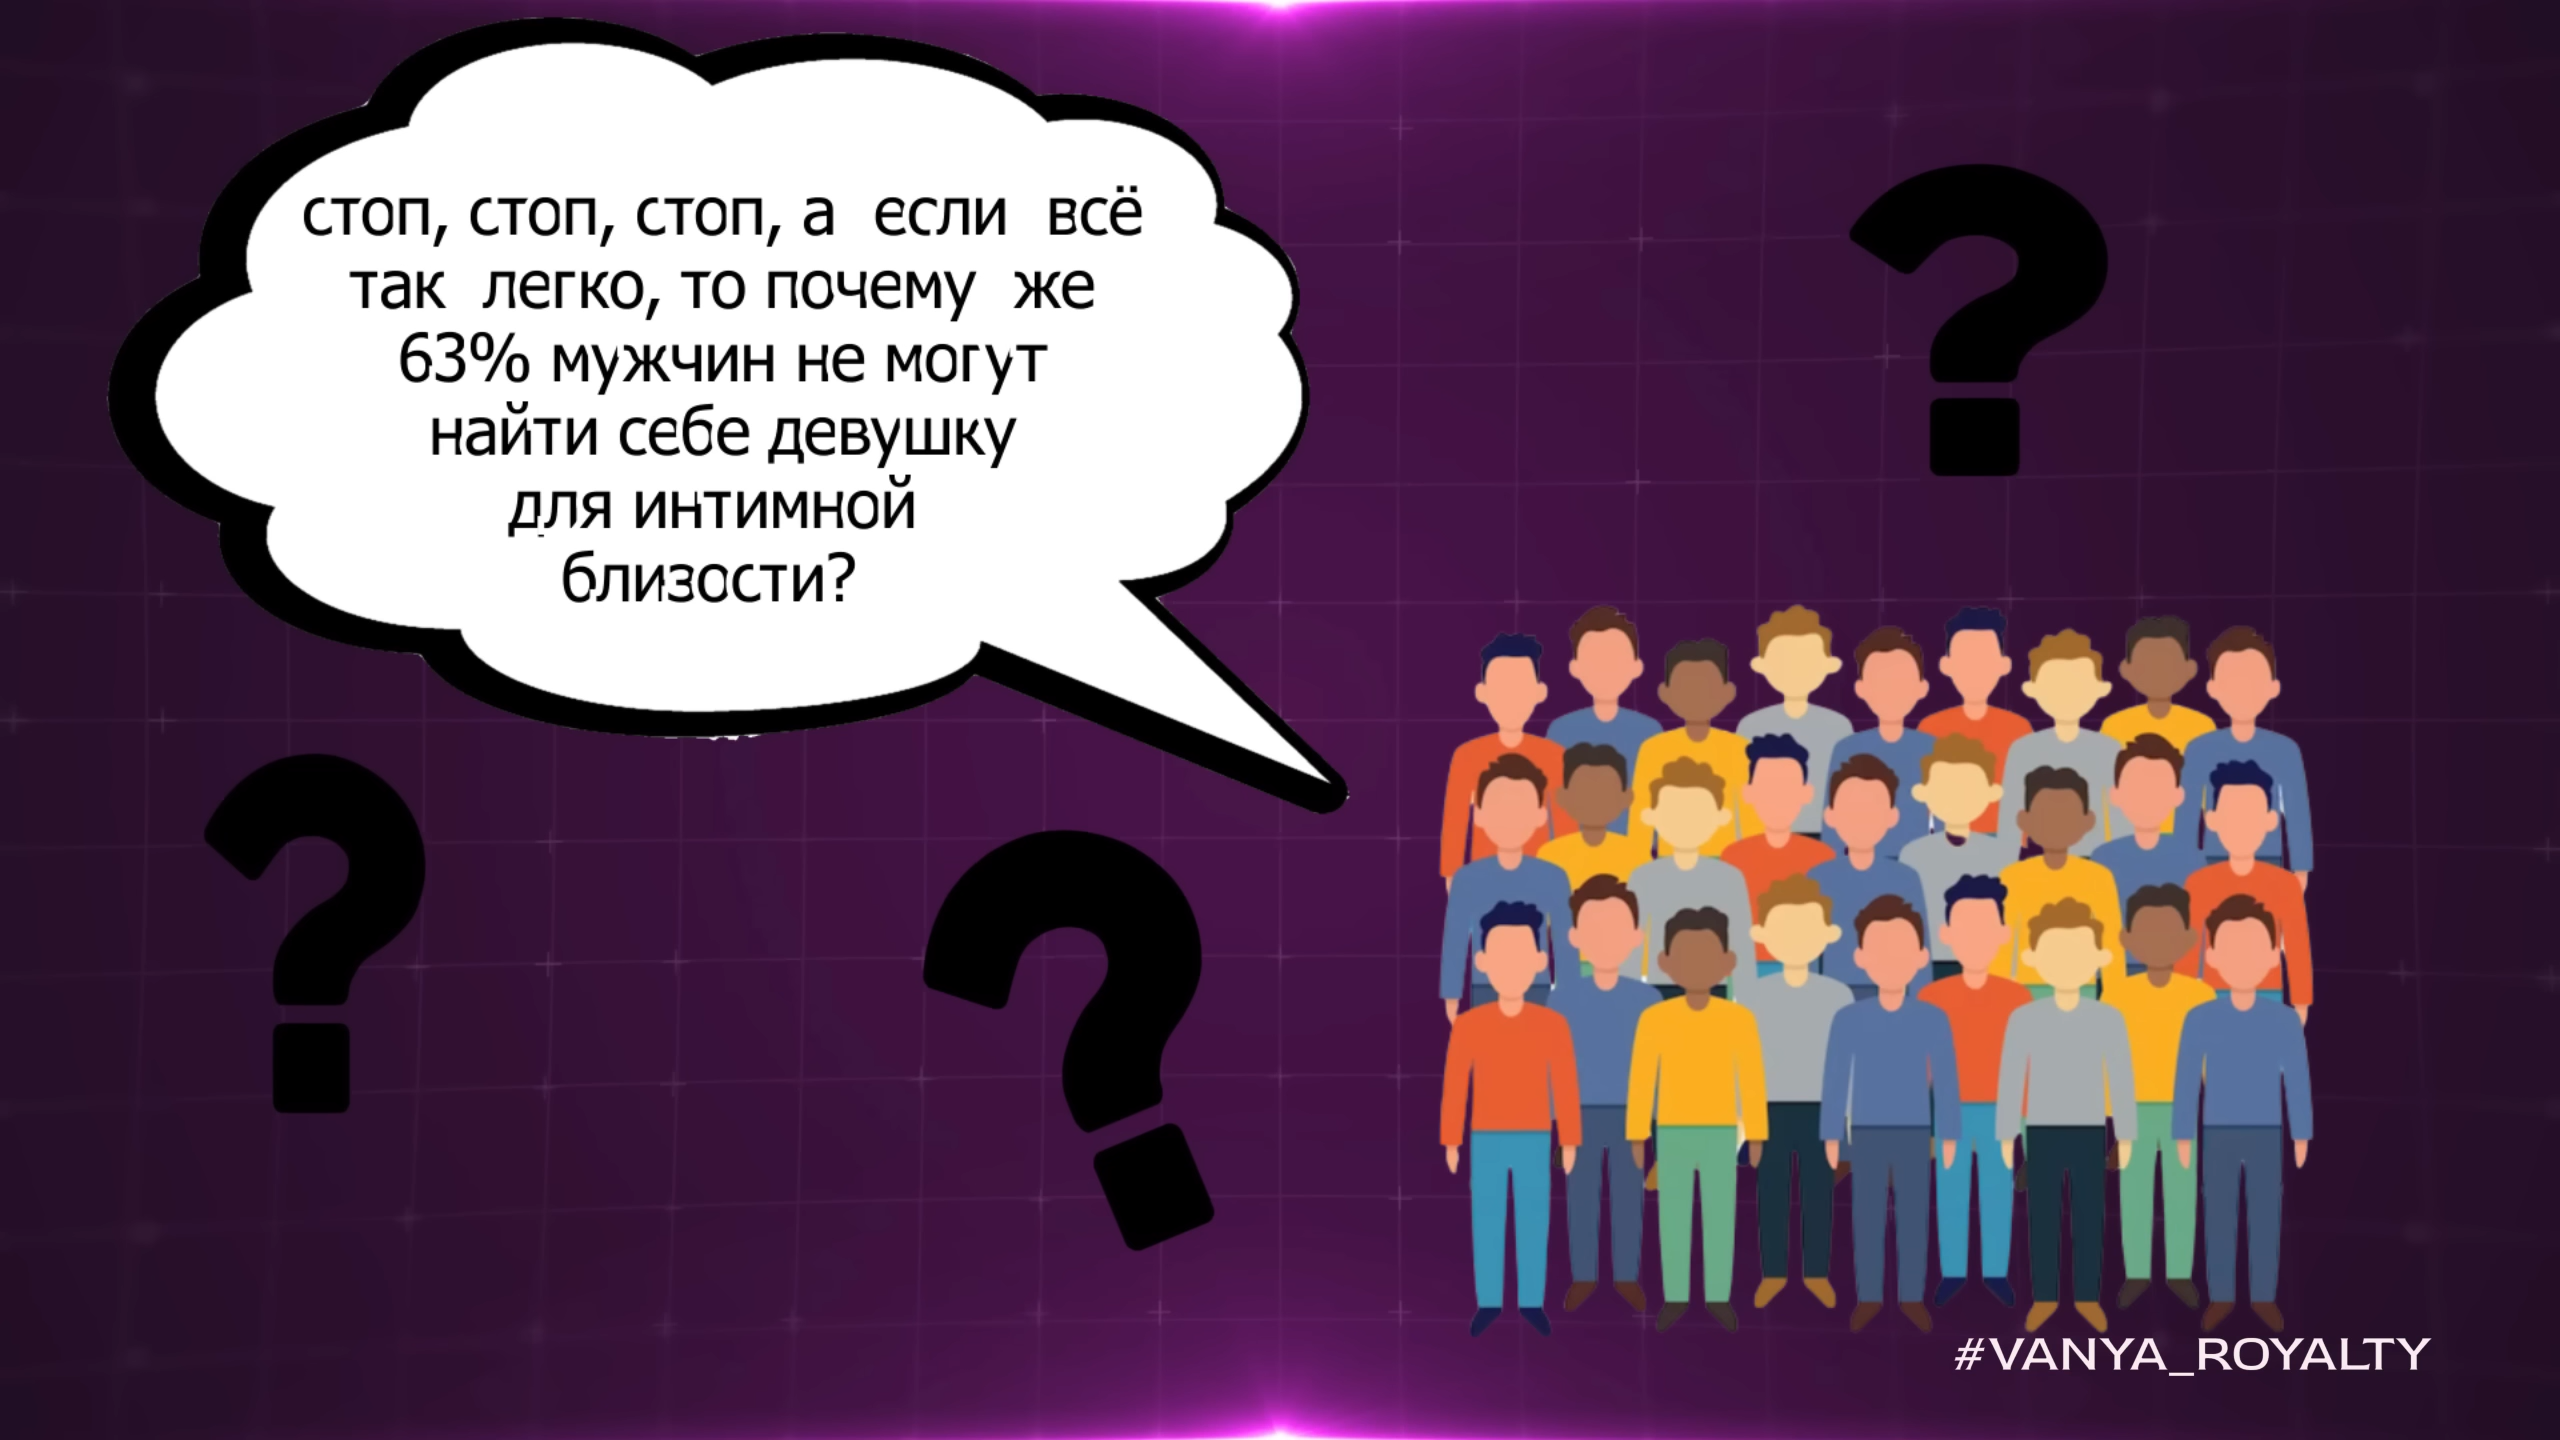 стоп, стоп, стоп, а если всё
так легко, то почему же
63% мужчин не могут
найти себе девушку
для интимной
близости?
#VANYA_ROYALTY